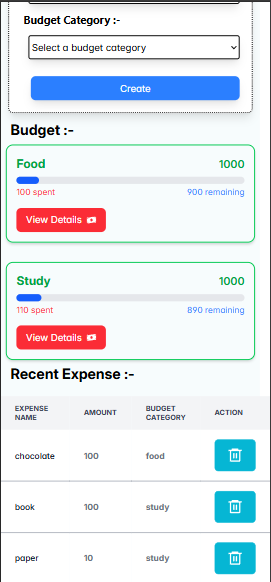 Budget Category :-
Select a budget category
Create
Budget :-
Food 1000
100 spent 900 remaining
View Details
Study 1000
110 spent 890 remaining
View Details
Recent Expense :-
EXPENSE NAME AMOUNT BUDGET CATEGORY ACTION
chocolate 100 food
book 100 study
paper 10 study